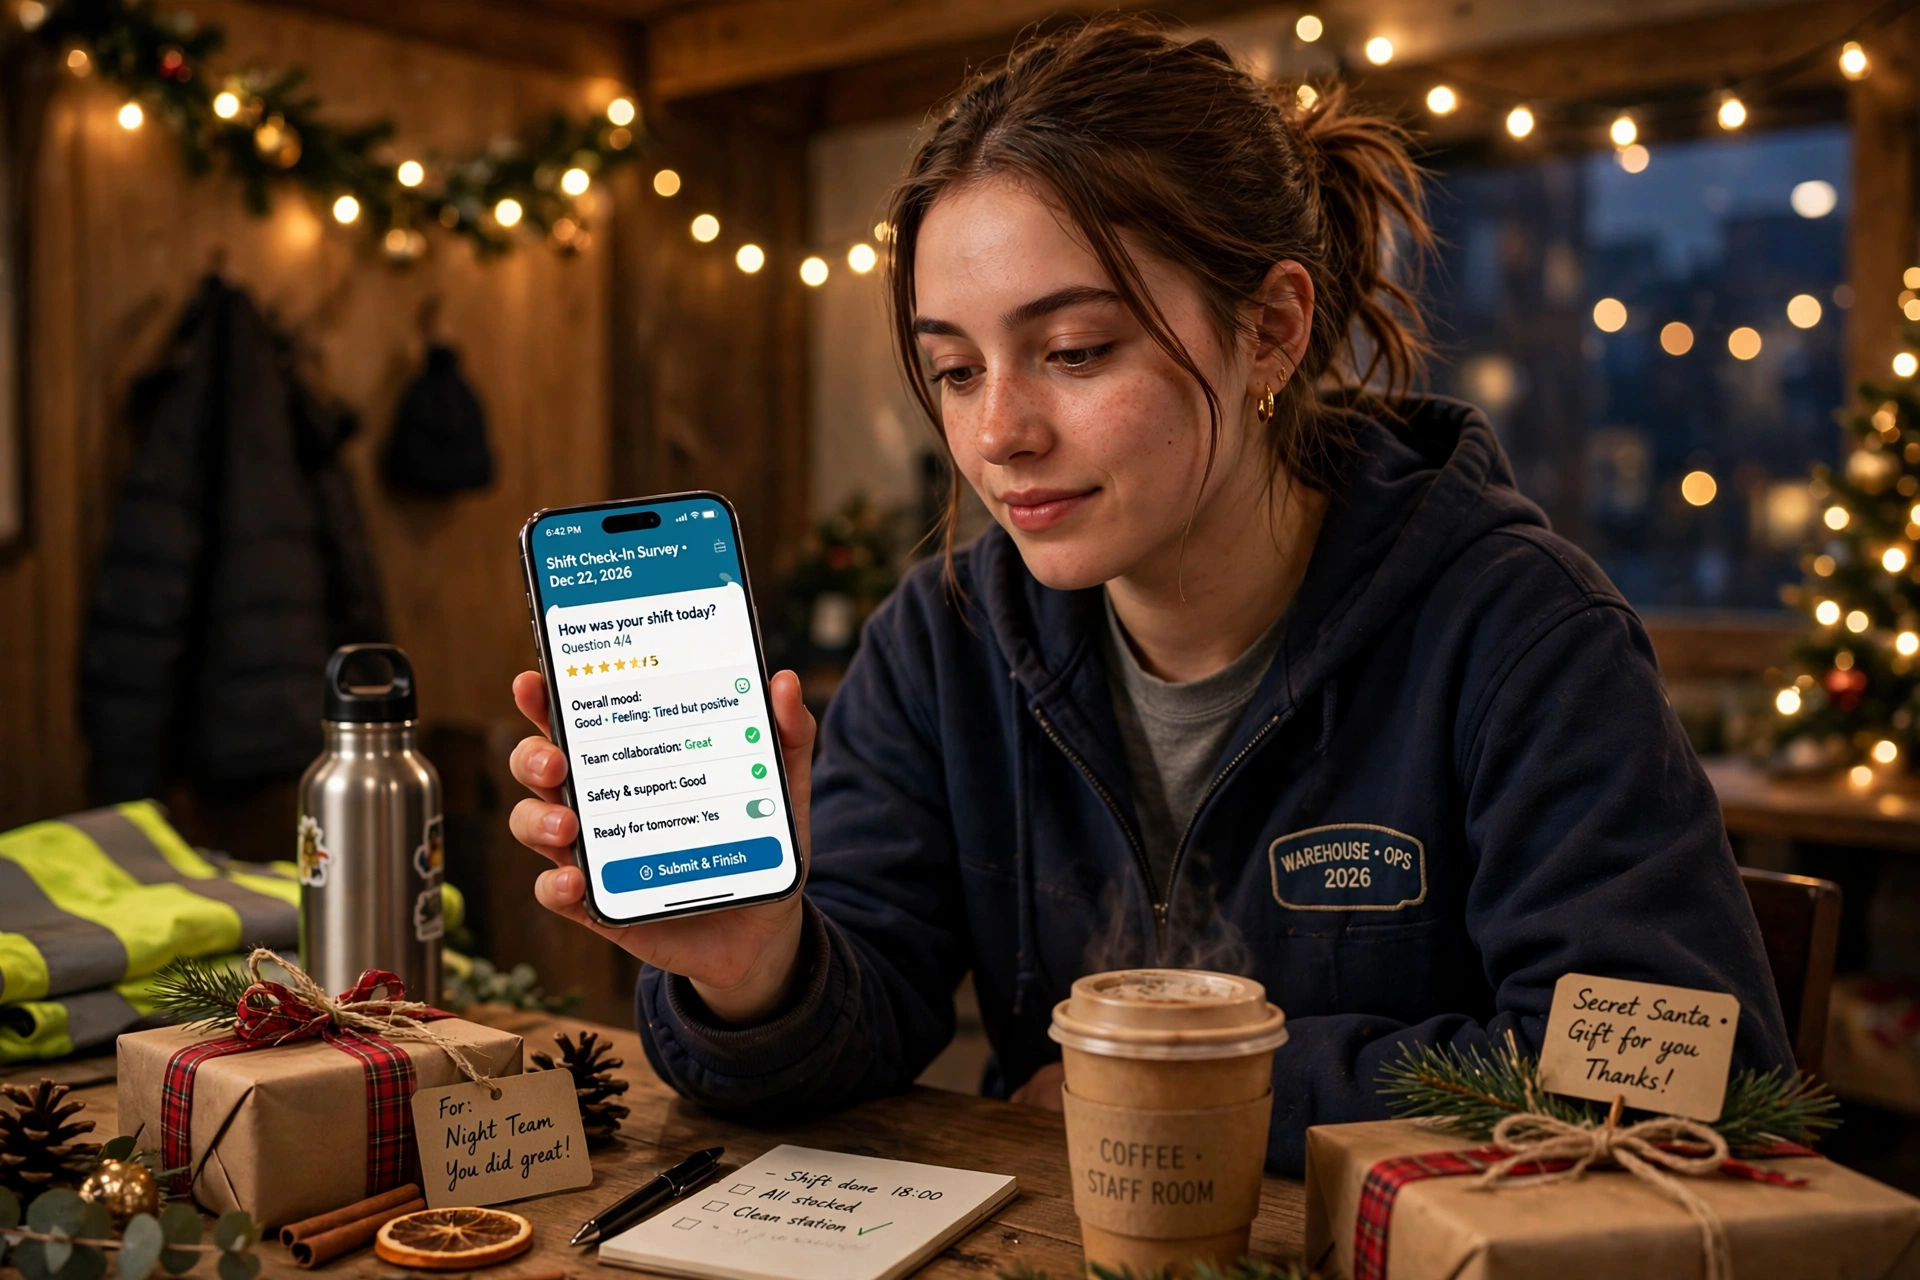 6:42 PM
Shift Check-In Survey •
Dec 22, 2026
How was your shift today?
Question 4/4
/5
Overall mood:
Good • Feeling: Tired but positive
Team collaboration: Great
Safety & support: Good
Ready for tomorrow: Yes
Submit & Finish
WAREHOUSE • OPS
2026
Secret Santa •
Gift for you
Thanks!
For:
Night Team
You did great!
- Shift done 18:00
All stocked
Clean station ✓
COFFEE •
STAFF ROOM